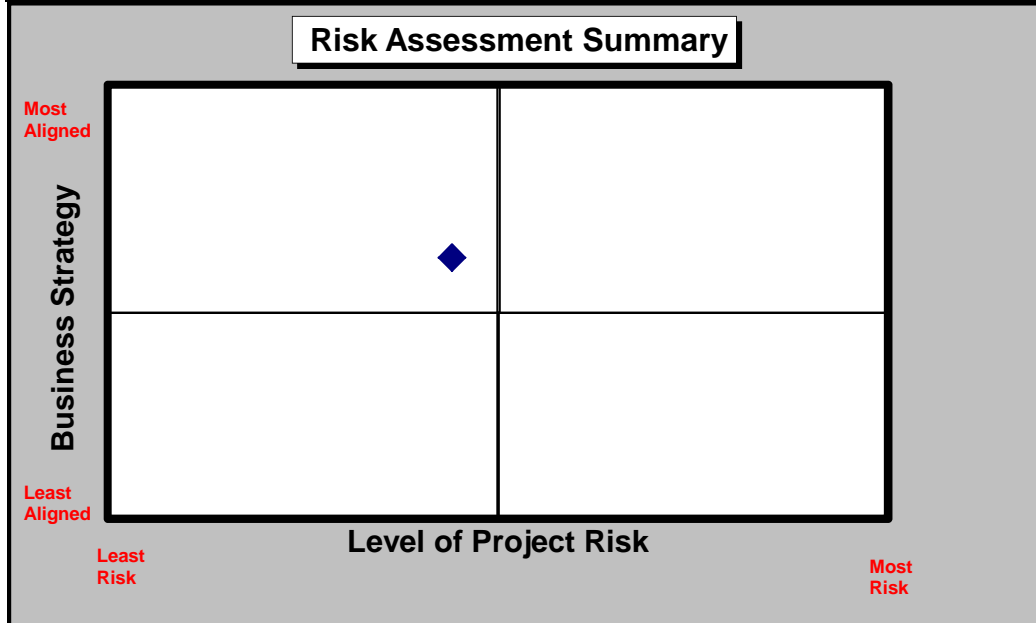 Risk Assessment Summary
Most
Aligned
Business Strategy
Least
Aligned
Level of Project Risk
Least
Risk
Most
Risk